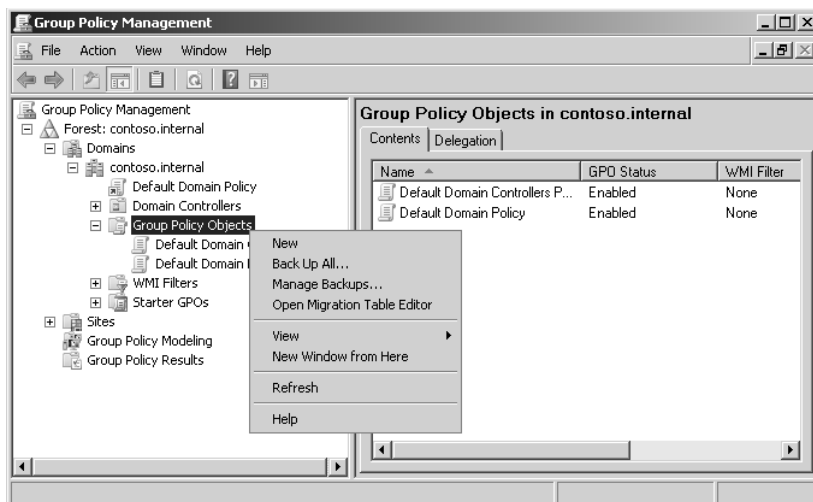 Group Policy Management
File Action View Window Help
Group Policy Management
Forest: contoso.internal
Domains
contoso.internal
Default Domain Policy
Domain Controllers
Group Policy Objects
Default Domain
Default Domain
WMI Filters
Starter GPOs
Sites
Group Policy Modeling
Group Policy Results
New
Back Up All...
Manage Backups...
Open Migration Table Editor
View
New Window from Here
Refresh
Help
Group Policy Objects in contoso.internal
Contents Delegation
Name GPO Status WMI Filter
Default Domain Controllers P... Enabled None
Default Domain Policy Enabled None